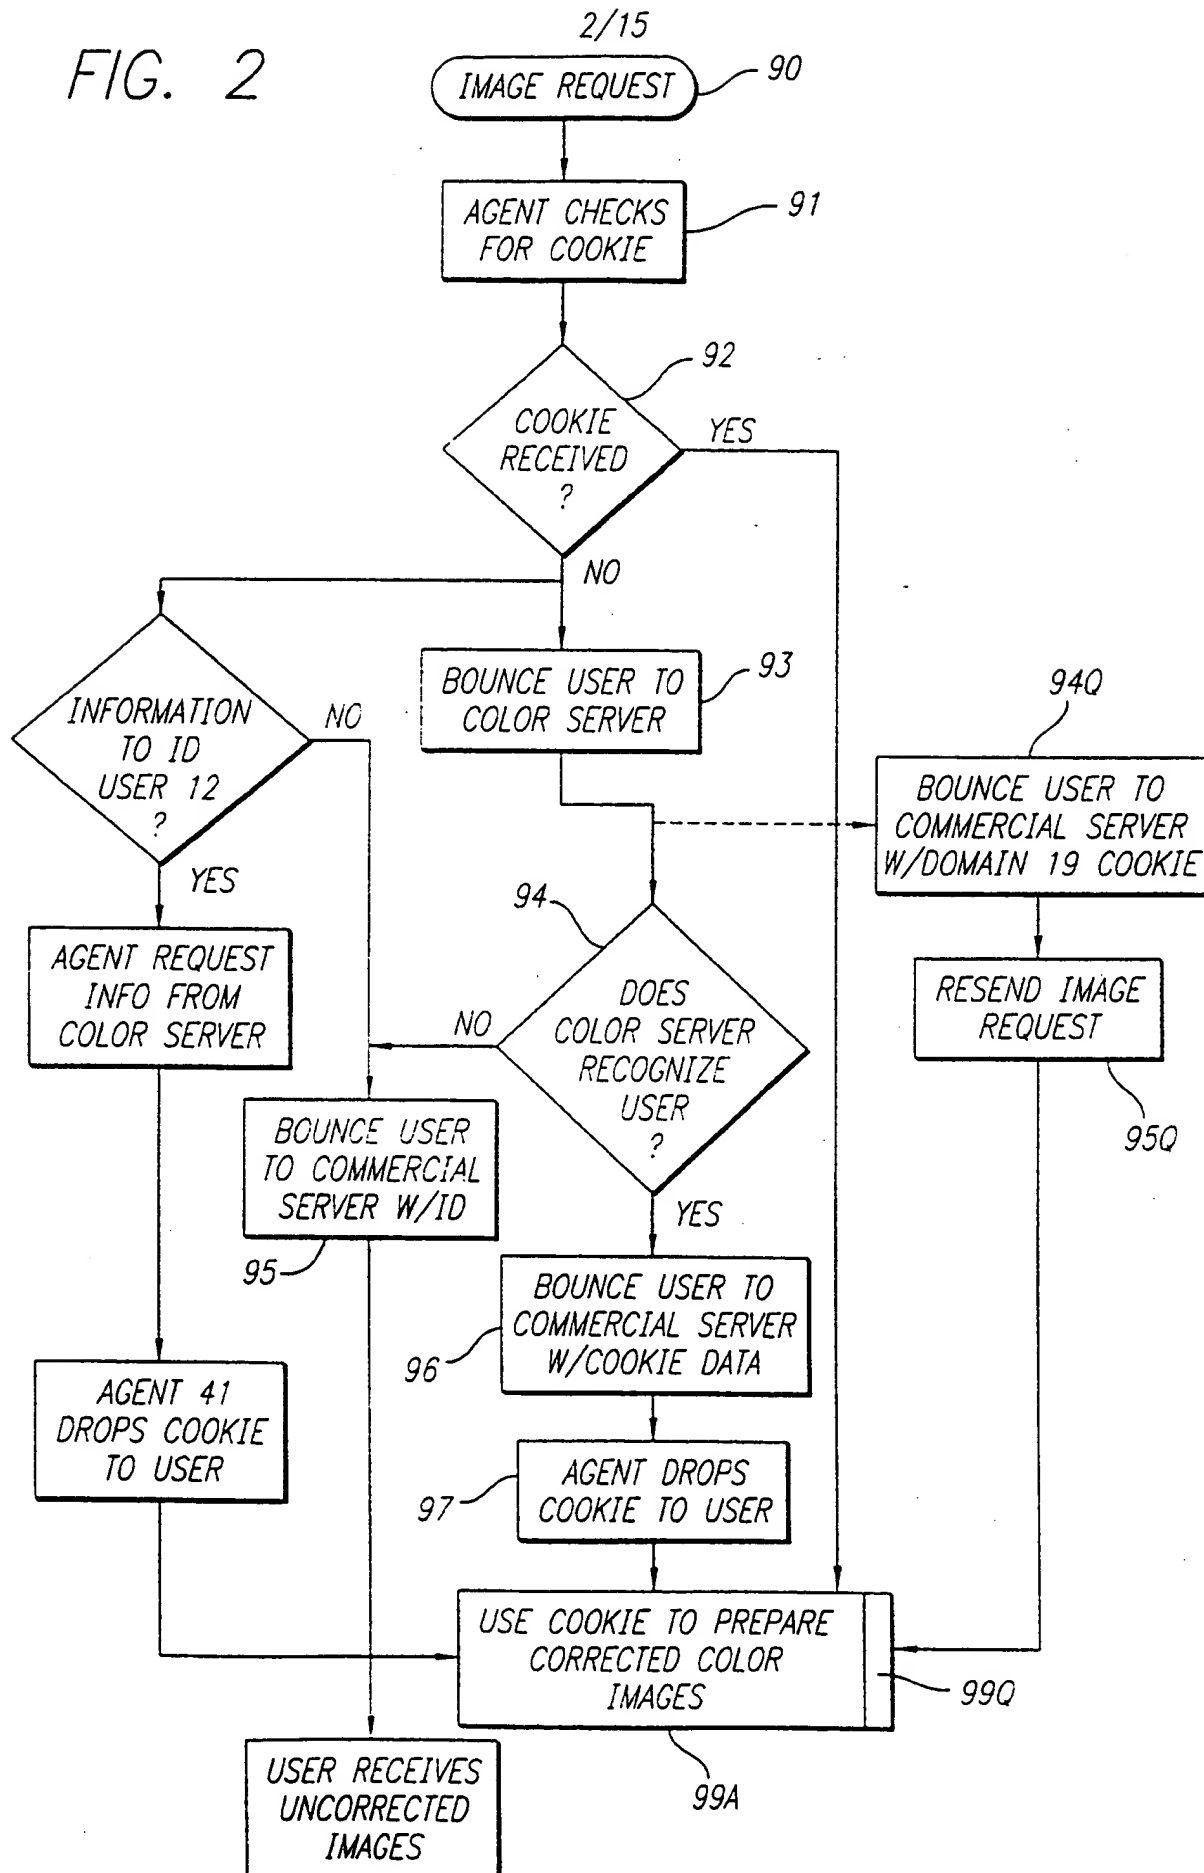 2/15
FIG. 2
IMAGE REQUEST
90
AGENT CHECKS
FOR COOKIE
91
92
COOKIE
RECEIVED
?
YES
NO
INFORMATION
TO ID
USER 12
?
NO
YES
BOUNCE USER TO
COLOR SERVER
93
94Q
BOUNCE USER TO
COMMERCIAL SERVER
W/DOMAIN 19 COOKIE
94
DOES
COLOR SERVER
RECOGNIZE
USER
?
NO
YES
AGENT REQUEST
INFO FROM
COLOR SERVER
RESEND IMAGE
REQUEST
95Q
BOUNCE USER
TO COMMERCIAL
SERVER W/ID
95
BOUNCE USER TO
COMMERCIAL SERVER
W/COOKIE DATA
96
AGENT 41
DROPS COOKIE
TO USER
AGENT DROPS
COOKIE TO USER
97
USE COOKIE TO PREPARE
CORRECTED COLOR
IMAGES
99Q
99A
USER RECEIVES
UNCORRECTED
IMAGES